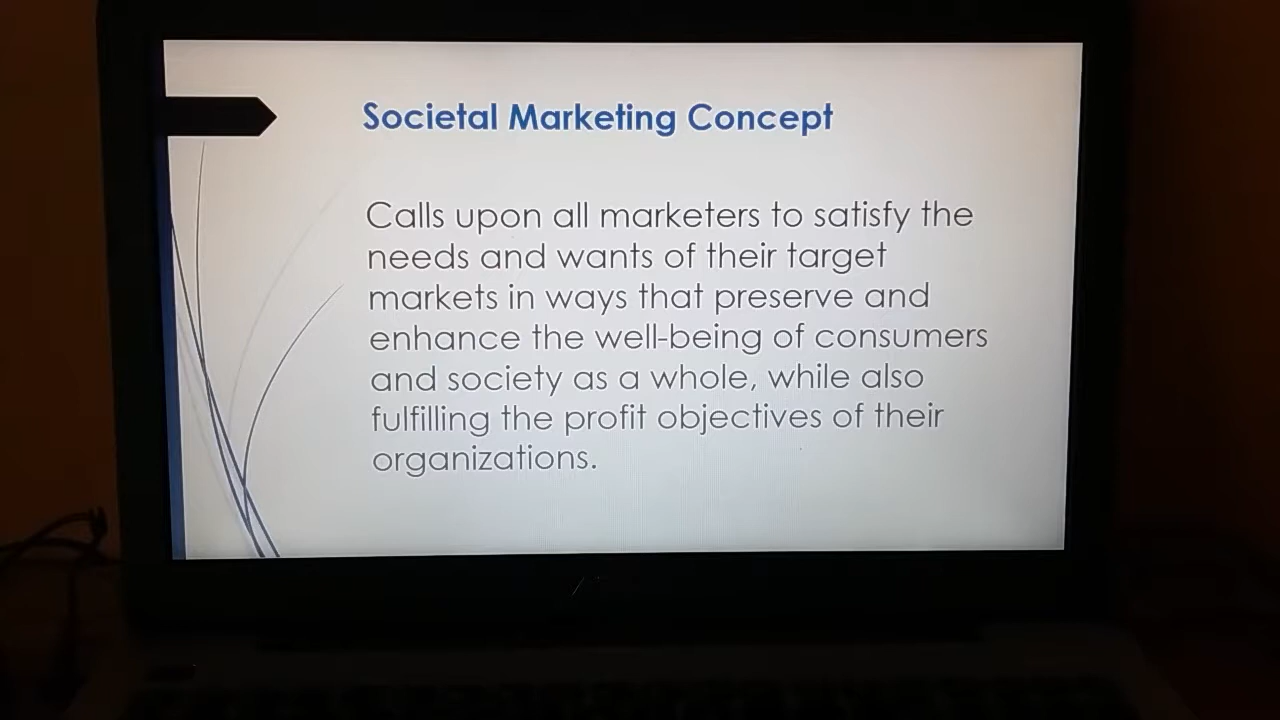 Societal Marketing Concept
Calls upon all marketers to satisfy the
needs and wants of their target
markets in ways that preserve and
enhance the well-being of consumers
and society as a whole, while also
fulfilling the profit objectives of their
organizations.